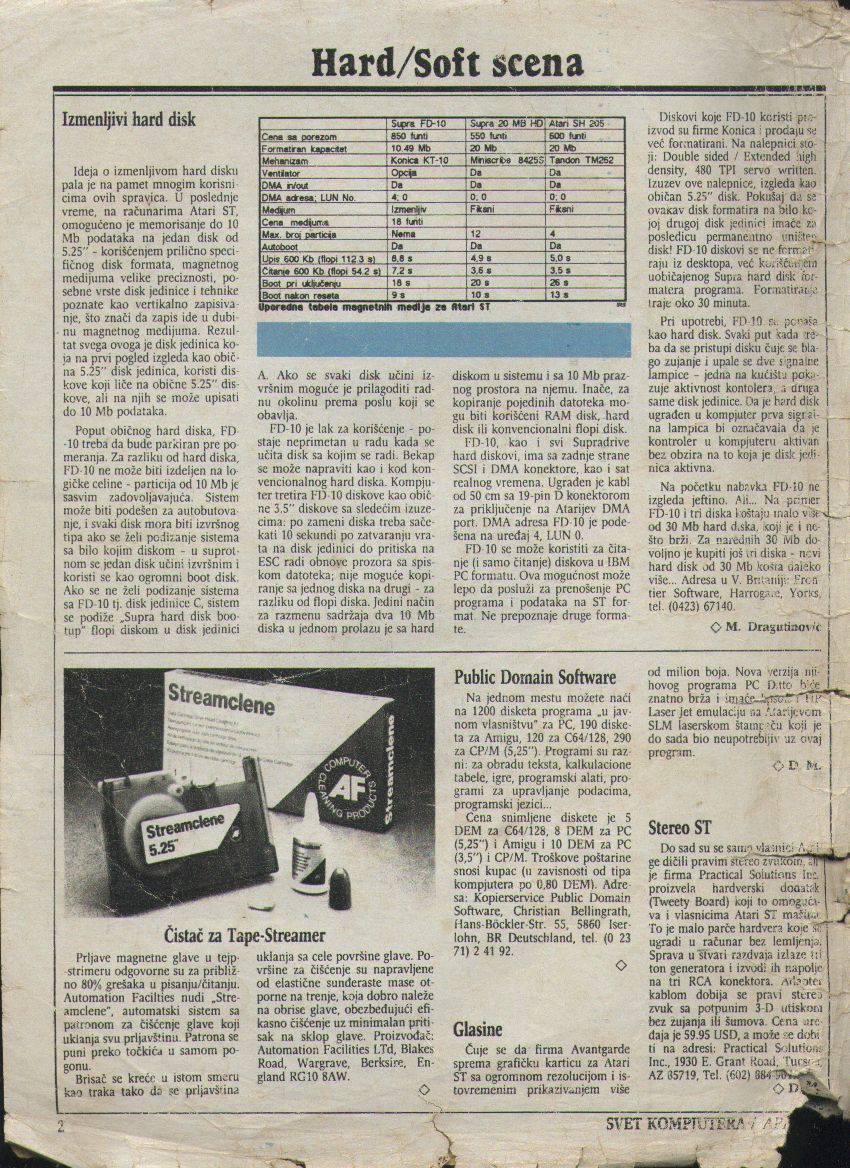 Hard/Soft scena
Izmenljivi hard disk
Ideja o izmenljivom hard disku
pala je na pamet mnogim korisni-
cima ovih spravica. U poslednje
vreme, na računarima Atari ST,
omogućeno je memorisanje do 10
Mb podataka na jedan disk od
5.25" - korišćenjem prilično speci-
fičnog disk formata, magnetnog
medijuma velike preciznosti, po-
sebne vrste disk jedinice i tehnike
poznate kao vertikalno zapisiva-
nje, što znači da zapis ide u dubi-
nu magnetnog medijuma. Rezul-
tat svega ovoga je disk jedinica ko-
ja na prvi pogled izgleda kao obič-
na 5.25" disk jedinica, koristi dis-
kove koji liče na obične 5.25" dis-
kove, ali na njih se može upisati
do 10 Mb podataka.
Poput običnog hard diska, FD-
-10 treba da bude parkiran pre po-
meranja. Za razliku od hard diska,
FD-10 ne može biti izdeljen na lo-
gičke celine - particija od 10 Mb je
sasvim zadovoljavajuća. Sistem
može biti podešen za autobutova-
nje, i svaki disk mora biti izvršnog
tipa ako se želi podizanje sistema
sa bilo kojim diskom - u suprot-
nom se jedan disk učini izvršnim i
koristi se kao ogromni boot disk.
Ako se ne želi podizanje sistema
sa FD-10 tj. disk jedinice C, sistem
se podiže „Supra hard disk boo-
tup" flopi diskom u disk jedinici
Supra FD-10 Supra 20 MB HD Atari SH 205
Cena sa porezom 850 funti 550 funti 600 funti
Formatiran kapacitet 10.49 Mb 20 Mb 20 Mb
Mehanizam Konica KT-10 Miniscribe 8425S Tandon TM262
Ventilator Opcija Da Da
DMA in/out Da Da Da
DMA adresa; LUN No. 4; 0 0; 0 0; 0
Medijum Izmenljiv Fiksni Fiksni
Cena medijuma 18 funti
Max. broj particija Nema 12 4
Autoboot Da Da Da
Upis 600 Kb (flopi 112.3 s) 8,8 s 4,9 s 5,0 s
Čitanje 600 Kb (flopi 54.2 s) 7,2 s 3,6 s 3,5 s
Boot pri uključenju 18 s 20 s 26 s
Boot nakon reseta 9 s 10 s 13 s
Uporedna tabela magnetnih medija za Atari ST
A. Ako se svaki disk učini iz-
vršnim moguće je prilagoditi rad-
nu okolinu prema poslu koji se
obavlja.
FD-10 je lak za korišćenje - po-
staje neprimetan u radu kada se
učita disk sa kojim se radi. Bekap
se može napraviti kao i kod kon-
vencionalnog hard diska. Kompju-
ter tretira FD-10 diskove kao obič-
ne 3.5" diskove sa sledećim izuze-
cima: po zameni diska treba sače-
kati 10 sekundi po zatvaranju vra-
ta na disk jedinici do pritiska na
ESC radi obnove prozora sa spis-
kom datoteka; nije moguće kopi-
ranje sa jednog diska na drugi - za
razliku od flopi diska. Jedini način
za razmenu sadržaja dva 10 Mb
diska u jednom prolazu je sa hard
diskom u sistemu i sa 10 Mb praz-
nog prostora na njemu. Inače, za
kopiranje pojedinih datoteka mo-
gu biti korišćeni RAM disk, hard
disk ili konvencionalni flopi disk.
FD-10, kao i svi Supradrive
hard diskovi, ima sa zadnje strane
SCSI i DMA konektore, kao i sat
realnog vremena. Ugrađen je kabl
od 50 cm sa 19-pin D konektorom
za priključenje na Atarijev DMA
port. DMA adresa FD-10 je pode-
šena na uređaj 4, LUN 0.
FD-10 se može koristiti za čita-
nje (i samo čitanje) diskova u IBM
PC formatu. Ova mogućnost može
lepo da posluži za prenošenje PC
programa i podataka na ST for-
mat. Ne prepoznaje druge forma-
te.
Diskovi koje FD-10 koristi pro-
izvod su firme Konica i prodaju se
već formatirani. Na nalepnici sto-
ji: Double sided / Extended high
density, 480 TPI servo written.
Izuzev ove nalepnice, izgleda kao
običan 5.25" disk. Pokušaj da se
ovakav disk formatira na bilo ko-
joj drugoj disk jedinici imaće za
posledicu permanentno uništen
disk! FD-10 diskovi se ne formati-
raju iz desktopa, već korišćenjem
uobičajenog Supra hard disk for-
matera programa. Formatiranje
traje oko 30 minuta.
Pri upotrebi, FD-10 se ponaša
kao hard disk. Svaki put kada tre-
ba da se pristupi disku čuje se bla-
go zujanje i upale se dve signalne
lampice - jedna na kućištu poka-
zuje aktivnost kontolera, a druga
same disk jedinice. Da je hard disk
ugrađen u kompjuter prva signal-
na lampica bi označavala da je
kontroler u kompjuteru aktivan
bez obzira na to koja je disk jedi-
nica aktivna.
Na početku nabavka FD-10 ne
izgleda jeftino. Ali... Na primer
FD-10 i tri diska koštaju malo više
od 30 Mb hard diska, koji je i ne-
što brži. Za narednih 30 Mb do-
voljno je kupiti još tri diska - novi
hard disk od 30 Mb košta daleko
više... Adresa u V. Britaniji: Fron-
tier Software, Harrogate, Yorks,
tel. (0423) 67140.
◇ M. Dragutinović
Streamclene
COMPUTER
CLEANING PRODUCTS
AF
Streamclene
Streamclene
5.25"
Čistač za Tape-Streamer
Prljave magnetne glave u tejp-
-strimeru odgovorne su za približ-
no 80% grešaka u pisanju/čitanju.
Automation Facilties nudi „Stre-
amclene", automatski sistem sa
patronom za čišćenje glave koji
uklanja svu prljavštinu. Patrona se
puni preko točkića u samom po-
gonu.
Brisač se kreće u istom smeru
kao traka tako da se prljavština
uklanja sa cele površine glave. Po-
vršine za čišćenje su napravljene
od elastične sunđeraste mase ot-
porne na trenje, koja dobro naleže
na obrise glave, obezbeđujući efi-
kasno čišćenje uz minimalan priti-
sak na sklop glave. Proizvođač:
Automation Facilities LTd, Blakes
Road, Wargrave, Berksire, En-
gland RG10 8AW.
◇
Public Domain Software
Na jednom mestu možete naći
na 1200 disketa programa „u jav-
nom vlasništvu" za PC, 190 diske-
ta za Amigu, 120 za C64/128, 290
za CP/M (5,25"). Programi su raz-
ni: za obradu teksta, kalkulacione
tabele, igre, programski alati, pro-
grami za upravljanje podacima,
programski jezici...
Cena snimljene diskete je 5
DEM za C64/128, 8 DEM za PC
(5,25") i Amigu i 10 DEM za PC
(3,5") i CP/M. Troškove poštarine
snosi kupac (u zavisnosti od tipa
kompjutera po 0,80 DEM). Adre-
sa: Kopierservice Public Domain
Software, Christian Bellingrath,
Hans-Böckler-Str. 55, 5860 Iser-
lohn, BR Deutschland, tel. (0 23
71) 2 41 92.
◇
Glasine
Čuje se da firma Avantgarde
sprema grafičku karticu za Atari
ST sa ogromnom rezolucijom i is-
tovremenim prikazivanjem više
od milion boja. Nova verzija nji-
hovog programa PC Ditto biće
znatno brža i imaće Epson i HP
Laser Jet emulaciju na Atarijevom
SLM laserskom štampaču koji je
do sada bio neupotrebljiv uz ovaj
program.
◇ D. M.
Stereo ST
Do sad su se samo vlasnici Ami-
ge dičili pravim stereo zvukom, ali
je firma Practical Solutions Inc.
proizvela hardverski dodatak
(Tweety Board) koji to omoguća-
va i vlasnicima Atari ST mašina.
To je malo parče hardvera koje se
ugradi u računar bez lemljenja.
Sprava u stvari razdvaja izlaze tri
ton generatora i izvodi ih napolje
na tri RCA konektora. Adapter
kablom dobija se pravi stereo
zvuk sa potpunim 3-D utiskom
bez zujanja ili šumova. Cena ure-
đaja je 59.95 USD, a može se dobi-
ti na adresi: Practical Solutions
Inc., 1930 E. Grant Road, Tucson,
AZ 85719, Tel. (602) 884
◇ D.
2
SVET KOMPJUTERA / AP